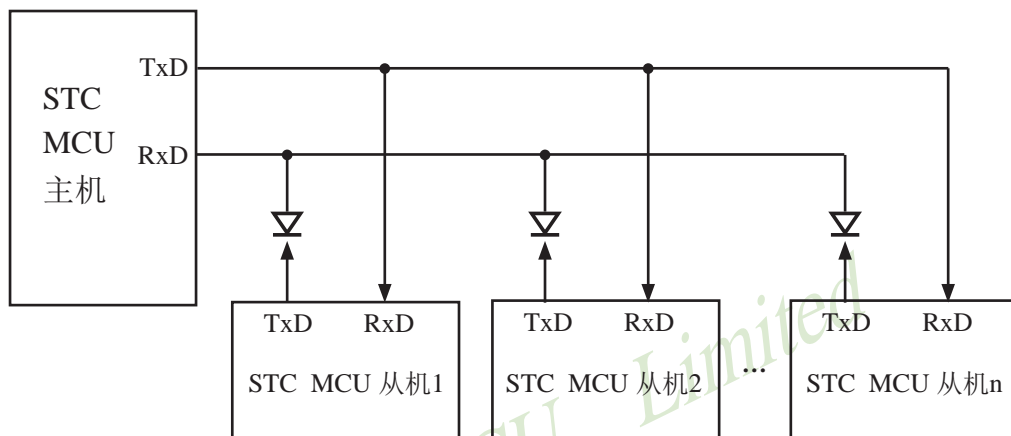 TxD
STC
MCU
RxD
主机
TxD RxD
TxD RxD
TxD RxD
STC MCU 从机1
STC MCU 从机2
...
STC MCU 从机n
Limited